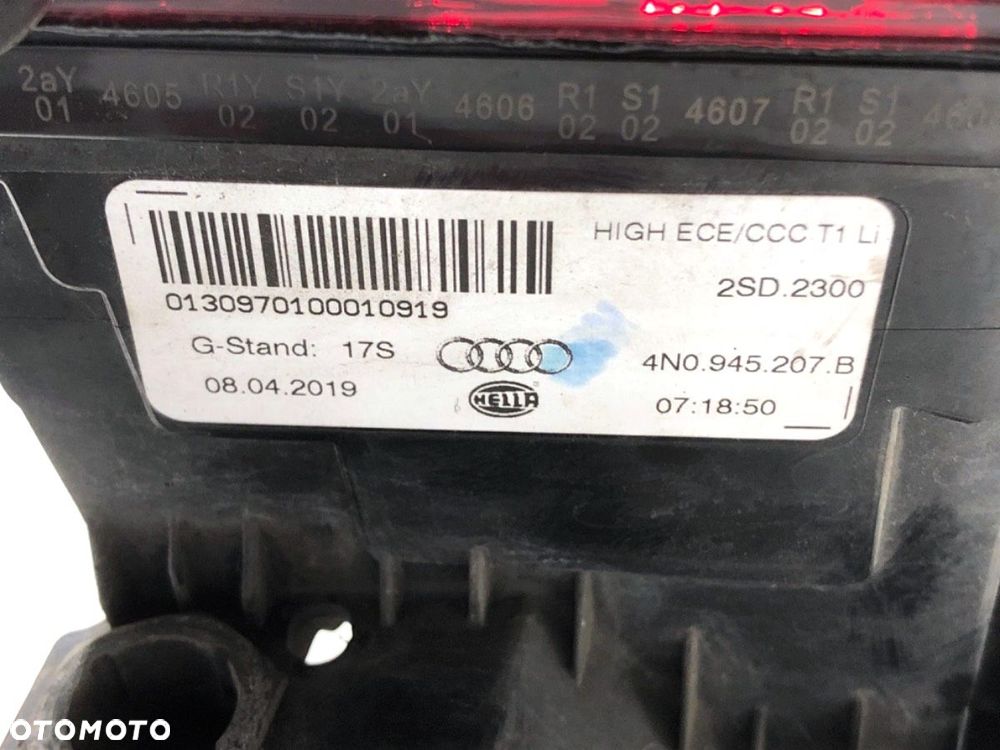 2aY 4605 R1Y S1Y 2aY 4606 R1 S1 4607 R1 S1
01 02 02 01 02 02 02 02
HIGH ECE/CCC T1 Li
2SD.2300
0130970100010919
G-Stand: 17S
4N0.945.207.B
08.04.2019
HELLA
07:18:50
OTOMOTO